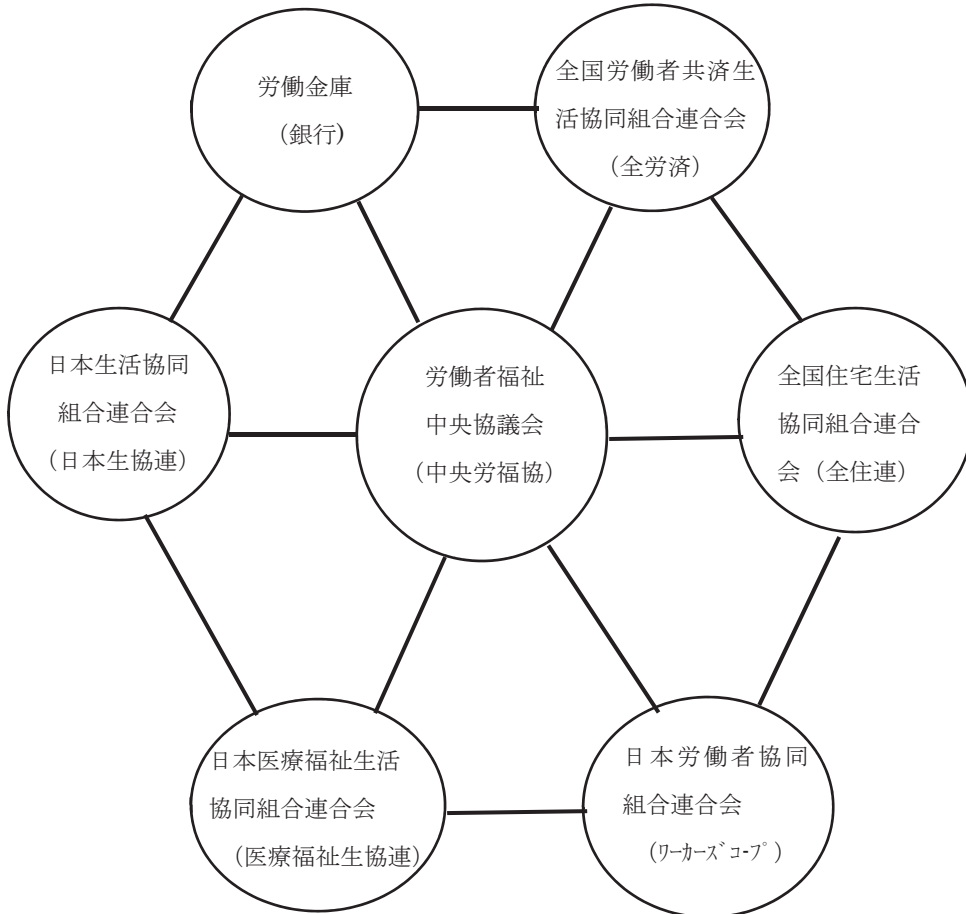 労働金庫
（銀行）
全国労働者共済生
活協同組合連合会
（全労済）
日本生活協同
組合連合会
（日本生協連）
労働者福祉
中央協議会
（中央労福協）
全国住宅生活
協同組合連合
会（全住連）
日本医療福祉生活
協同組合連合会
（医療福祉生協連）
日本労働者協同
組合連合会
（ﾜｰｶｰｽﾞｺｰﾌﾟ）